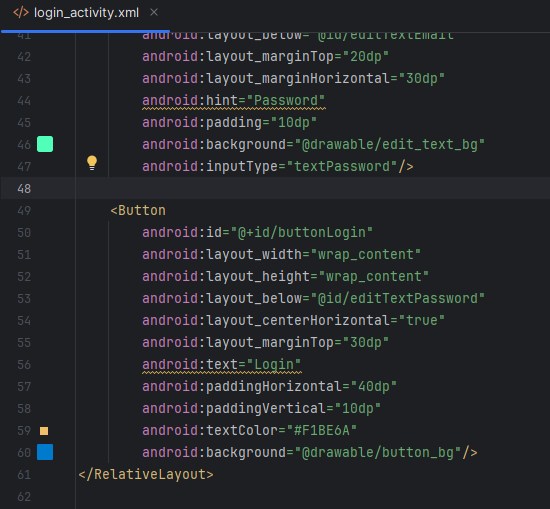 </> login_activity.xml ×
41 android:layout_below="@id/editTextEmail"
42 android:layout_marginTop="20dp"
43 android:layout_marginHorizontal="30dp"
44 android:hint="Password"
45 android:padding="10dp"
46 android:background="@drawable/edit_text_bg"
47 android:inputType="textPassword"/>
48
49 <Button
50 android:id="@+id/buttonLogin"
51 android:layout_width="wrap_content"
52 android:layout_height="wrap_content"
53 android:layout_below="@id/editTextPassword"
54 android:layout_centerHorizontal="true"
55 android:layout_marginTop="30dp"
56 android:text="Login"
57 android:paddingHorizontal="40dp"
58 android:paddingVertical="10dp"
59 android:textColor="#F1BE6A"
60 android:background="@drawable/button_bg"/>
61 </RelativeLayout>
62